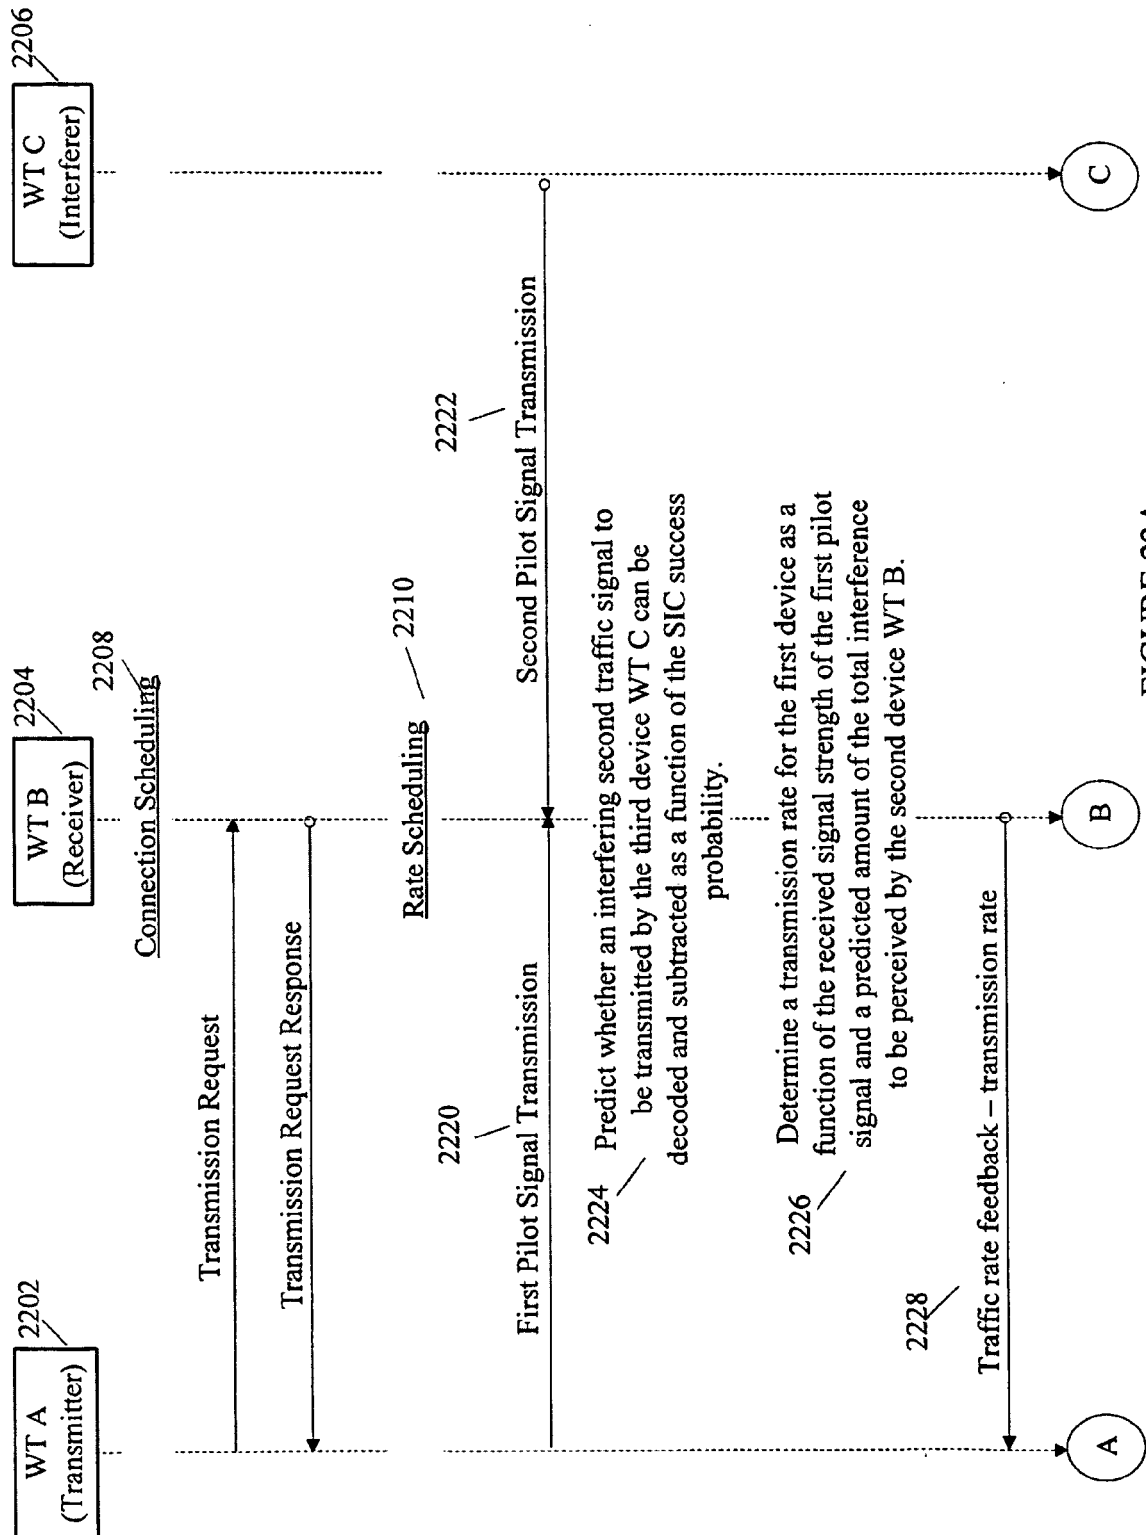 2202
WT A
(Transmitter)
2204
WT B
(Receiver)
2206
WT C
(Interferer)
2208
Connection Scheduling
Transmission Request
Transmission Request Response
Rate Scheduling
2210
2220
First Pilot Signal Transmission
2222
Second Pilot Signal Transmission
2224
Predict whether an interfering second traffic signal to
be transmitted by the third device WT C can be
decoded and subtracted as a function of the SIC success
probability.
2226
Determine a transmission rate for the first device as a
function of the received signal strength of the first pilot
signal and a predicted amount of the total interference
to be perceived by the second device WT B.
2228
Traffic rate feedback – transmission rate
A
B
C
FIGURE